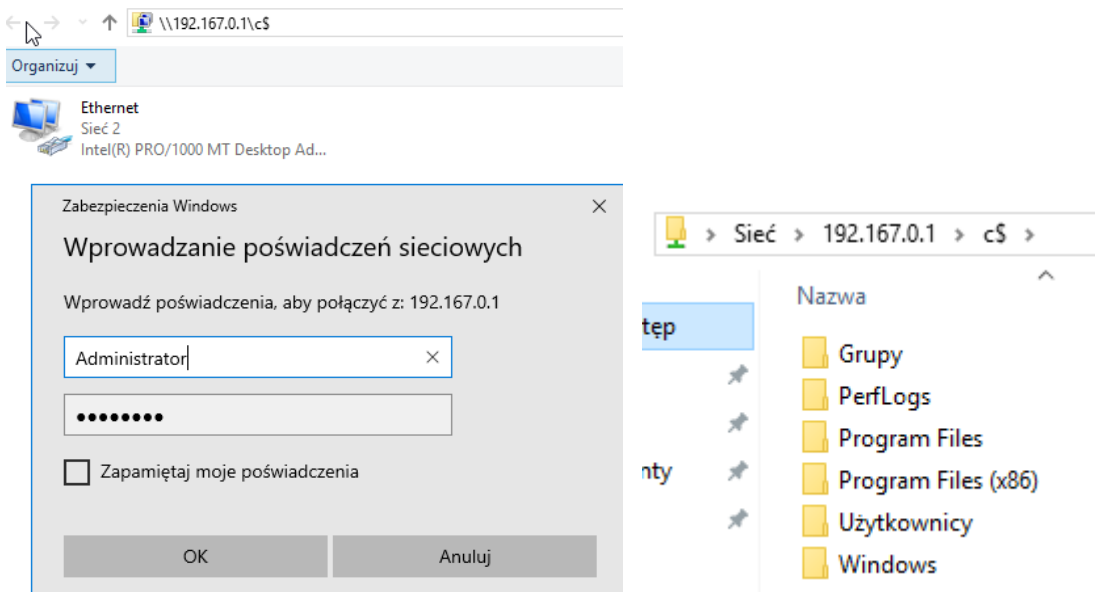 \\192.167.0.1\c$
Organizuj
Ethernet
Sieć 2
Intel(R) PRO/1000 MT Desktop Ad...
Zabezpieczenia Windows
Wprowadzanie poświadczeń sieciowych
Wprowadź poświadczenia, aby połączyć z: 192.167.0.1
Administrator
Zapamiętaj moje poświadczenia
OK Anuluj
Sieć > 192.167.0.1 > c$ >
Nazwa
tęp
nty
Grupy
PerfLogs
Program Files
Program Files (x86)
Użytkownicy
Windows